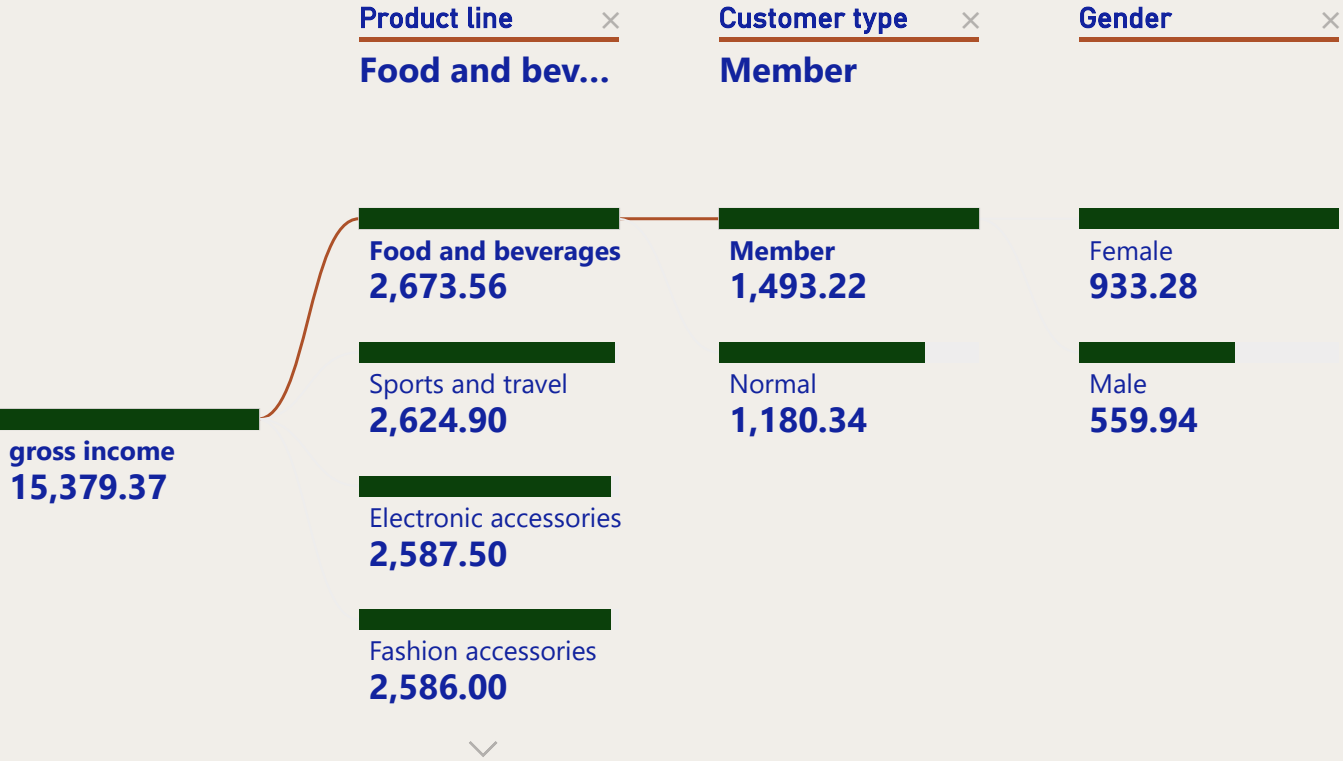 Product line
Customer type
Gender
Food and bev...
Member
Food and beverages
2,673.56
Member
1,493.22
Female
933.28
Sports and travel
2,624.90
Normal
1,180.34
Male
559.94
gross income
15,379.37
Electronic accessories
2,587.50
Fashion accessories
2,586.00